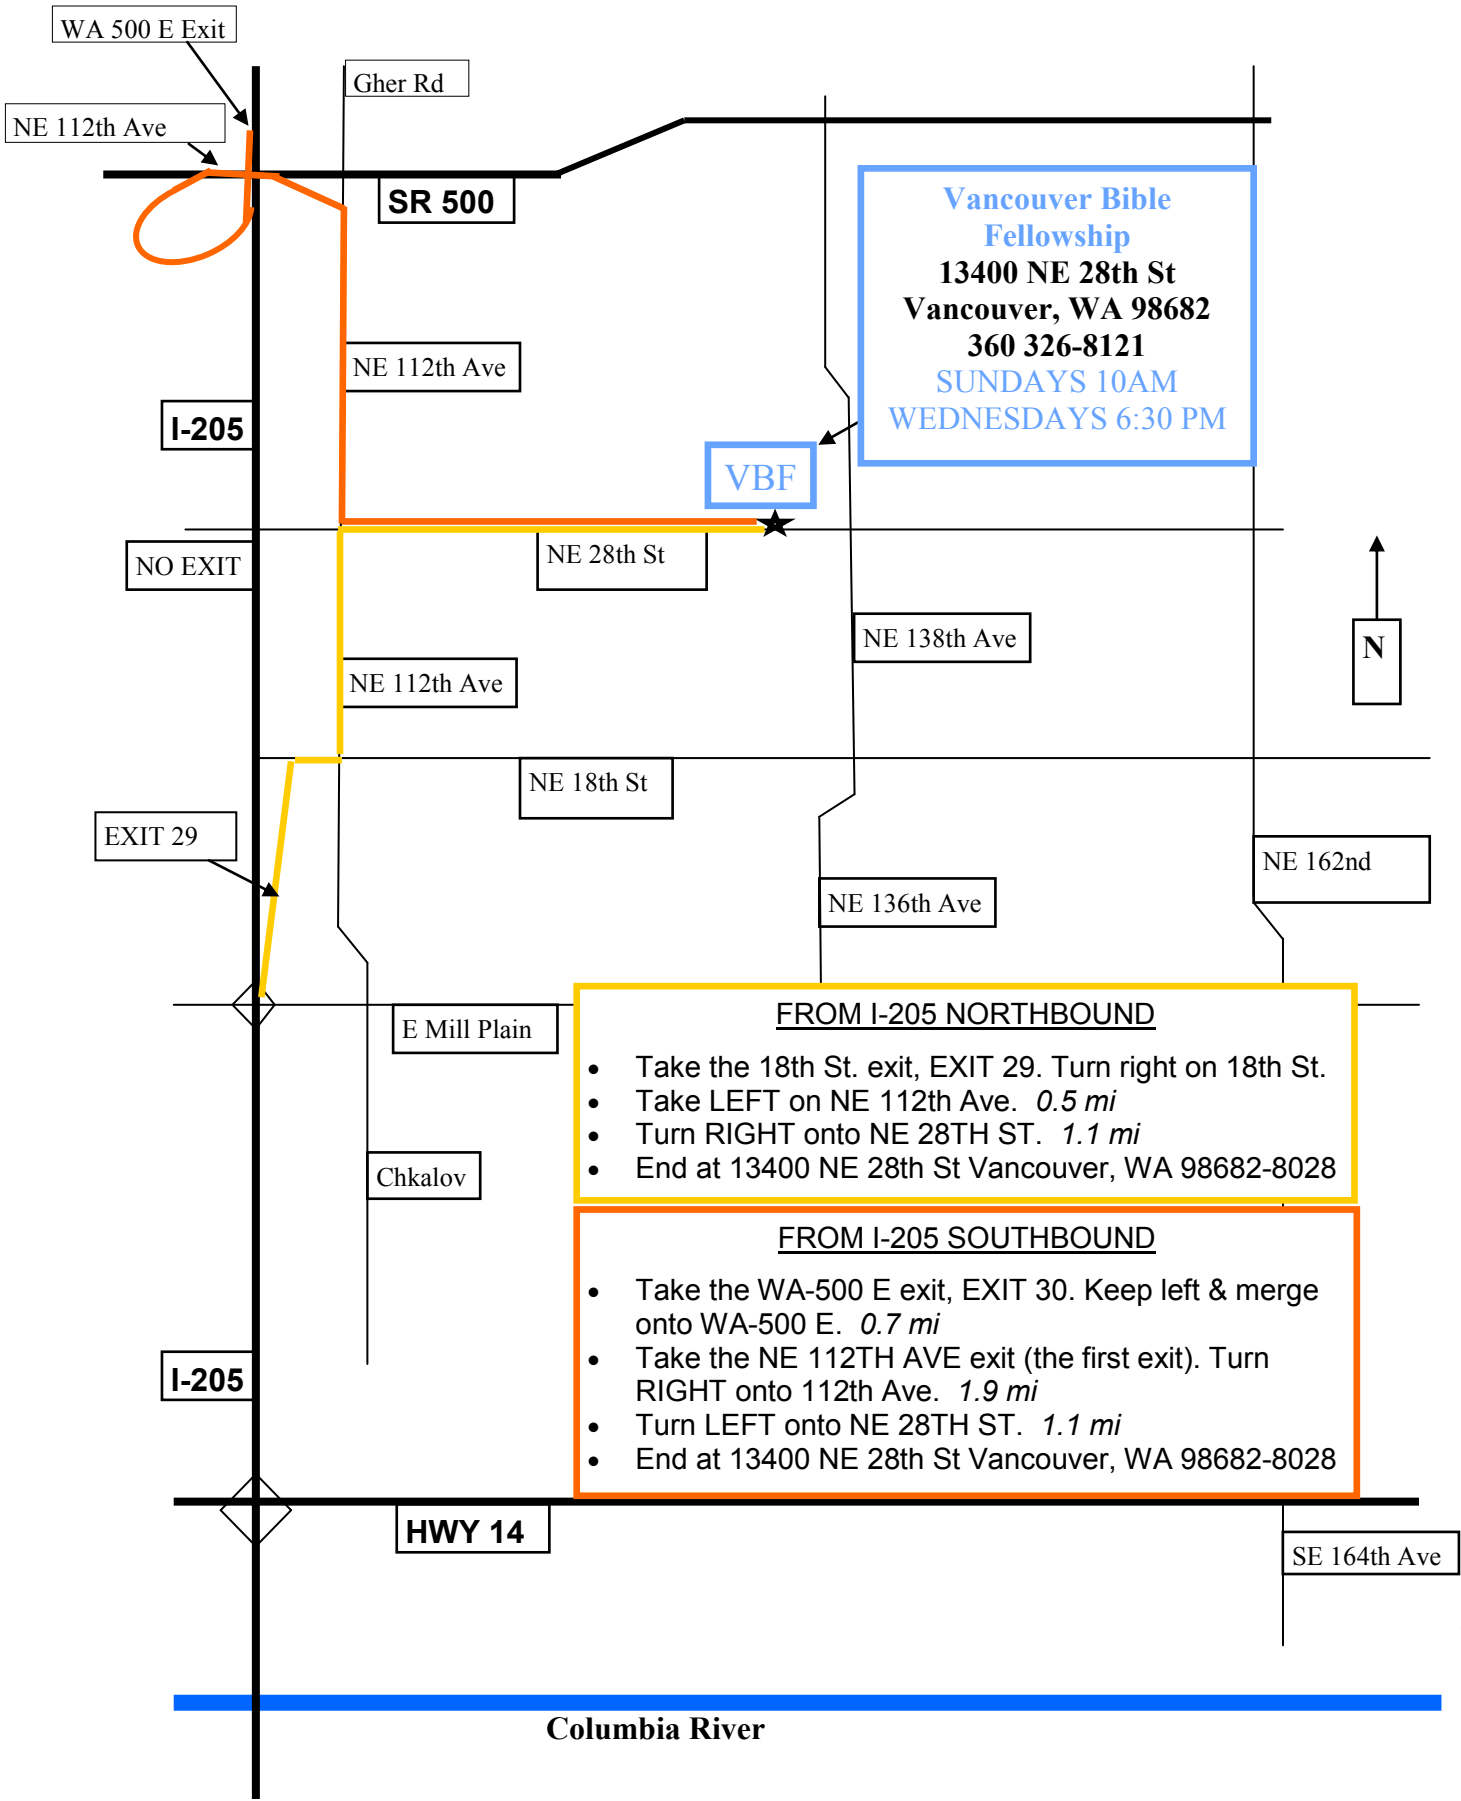 WA 500 E Exit
Gher Rd
NE 112th Ave
SR 500
Vancouver Bible
Fellowship
13400 NE 28th St
Vancouver, WA 98682
360 326-8121
SUNDAYS 10AM
WEDNESDAYS 6:30 PM
NE 112th Ave
I-205
VBF
NE 28th St
NO EXIT
NE 138th Ave
N
NE 112th Ave
NE 18th St
EXIT 29
NE 162nd
NE 136th Ave
E Mill Plain
FROM I-205 NORTHBOUND
• Take the 18th St. exit, EXIT 29. Turn right on 18th St.
• Take LEFT on NE 112th Ave. 0.5 mi
• Turn RIGHT onto NE 28TH ST. 1.1 mi
• End at 13400 NE 28th St Vancouver, WA 98682-8028
Chkalov
FROM I-205 SOUTHBOUND
• Take the WA-500 E exit, EXIT 30. Keep left & merge
onto WA-500 E. 0.7 mi
• Take the NE 112TH AVE exit (the first exit). Turn
RIGHT onto 112th Ave. 1.9 mi
• Turn LEFT onto NE 28TH ST. 1.1 mi
• End at 13400 NE 28th St Vancouver, WA 98682-8028
I-205
HWY 14
SE 164th Ave
Columbia River